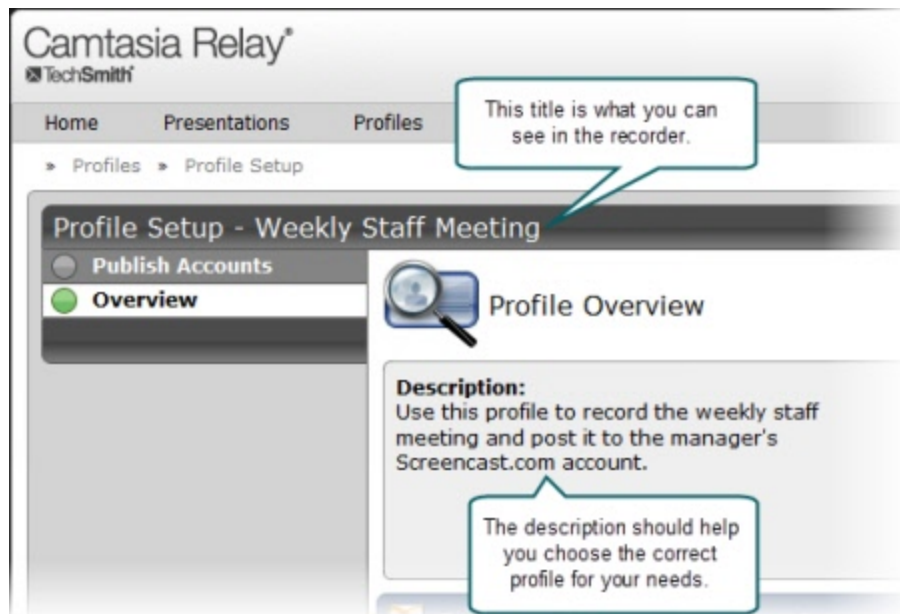 Camtasia Relay®
TechSmith®
Home Presentations Profiles
This title is what you can
see in the recorder.
» Profiles » Profile Setup
Profile Setup - Weekly Staff Meeting
Publish Accounts
Overview
Profile Overview
Description:
Use this profile to record the weekly staff
meeting and post it to the manager's
Screencast.com account.
The description should help
you choose the correct
profile for your needs.